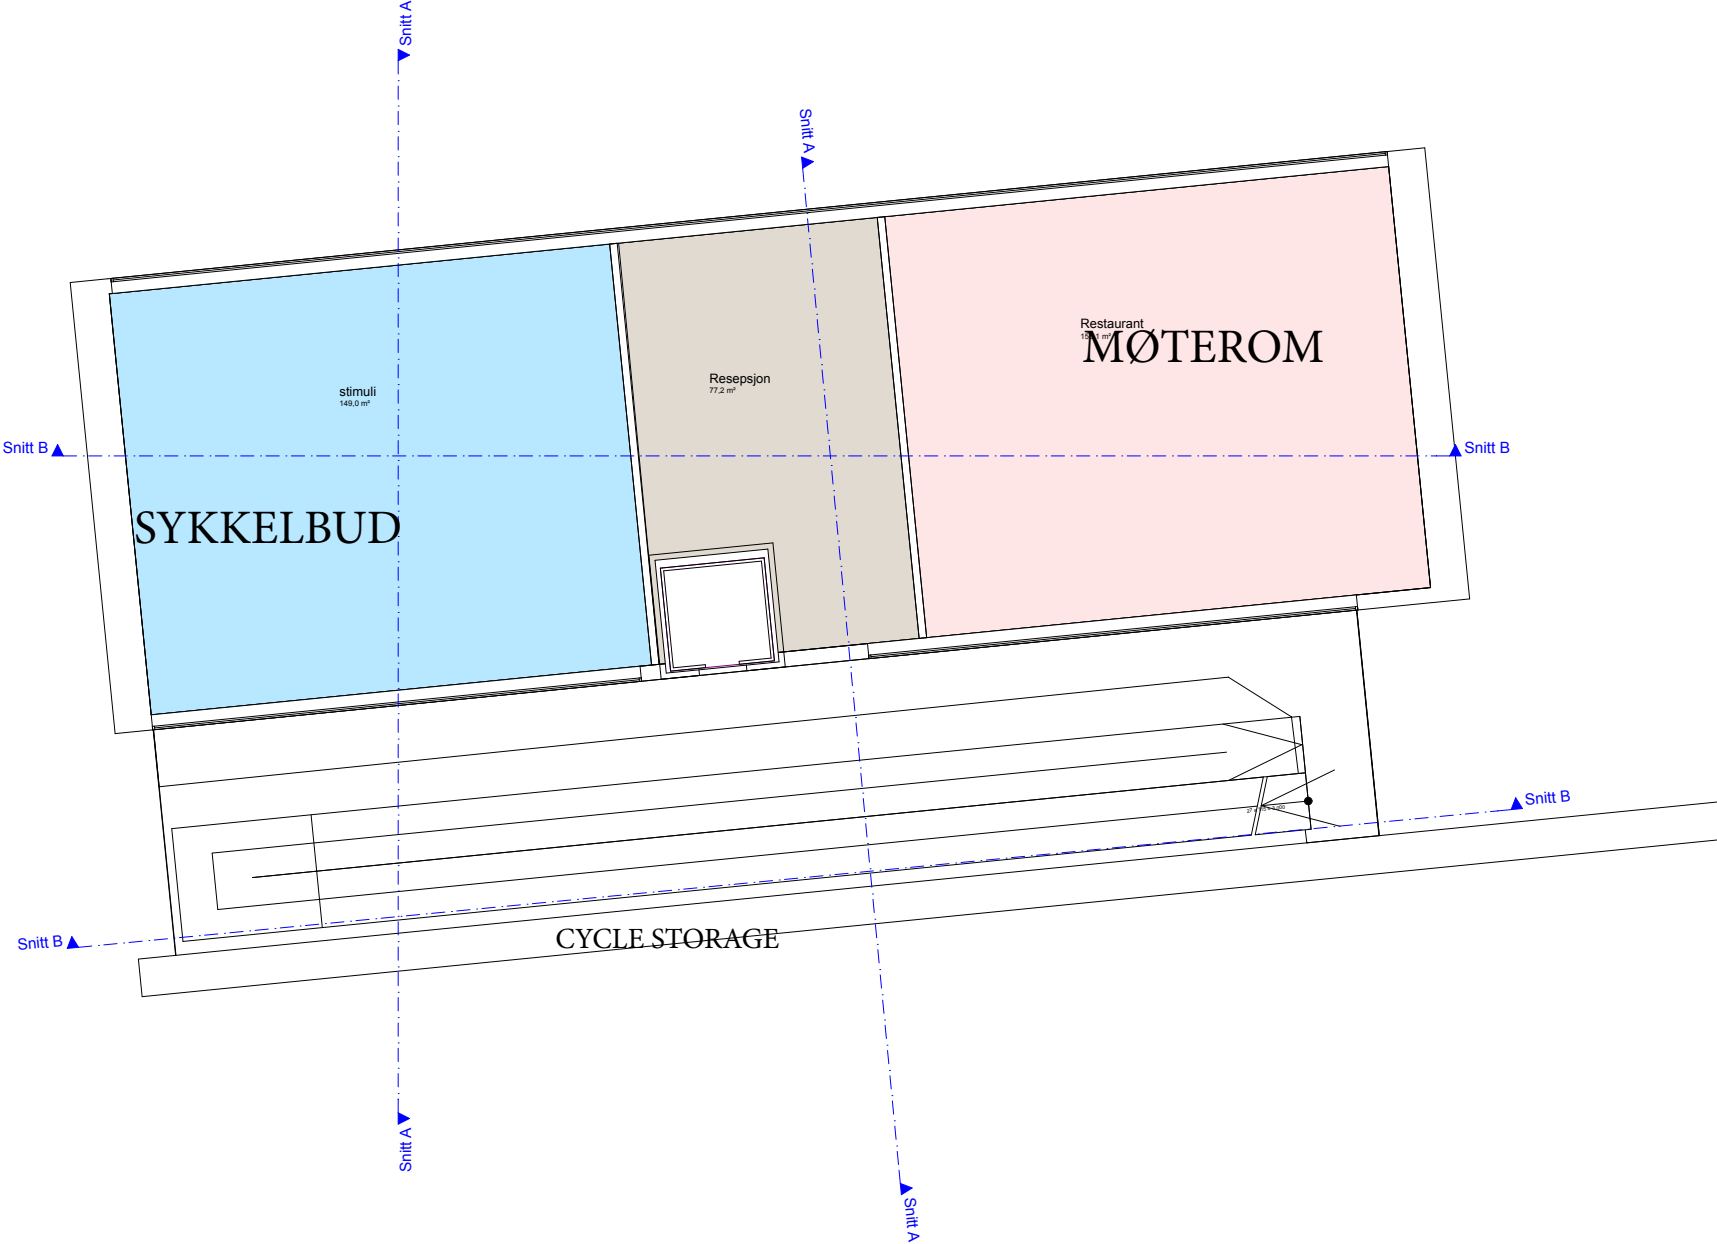 Snitt A
Snitt A
Restaurant
MØTEROM
Resepsjon
77,2 m²
stimuli
149,0 m²
Snitt B
Snitt B
SYKKELBUD
Snitt B
Snitt B
CYCLE STORAGE
Snitt A
Snitt A